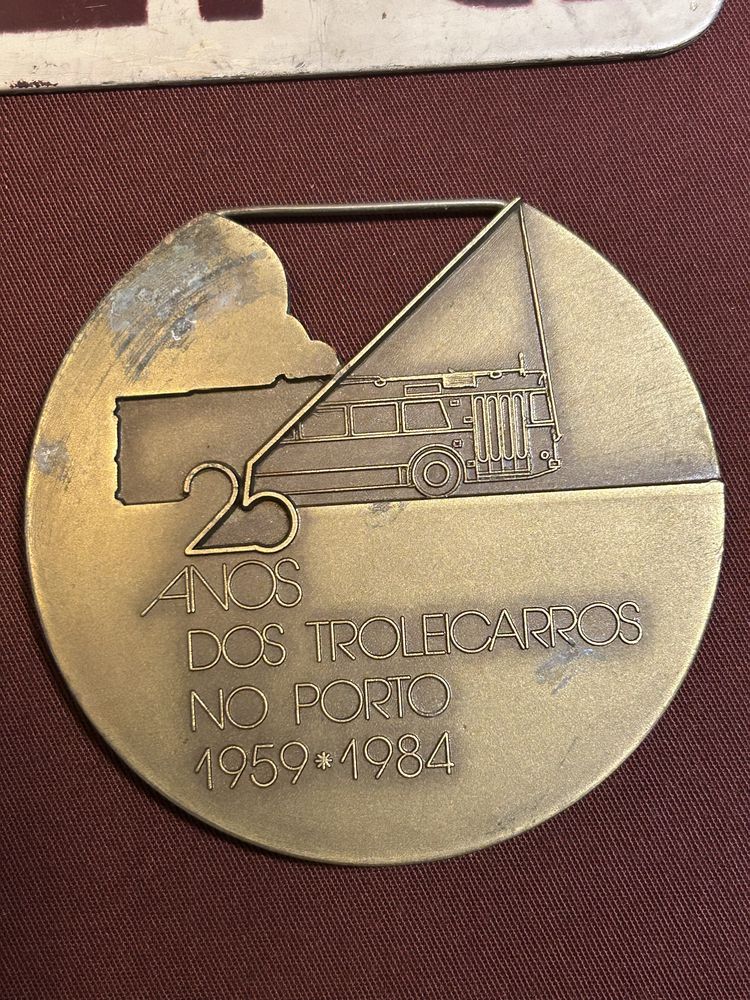 25
ANOS
DOS TROLEICARROS
NO PORTO
1959*1984